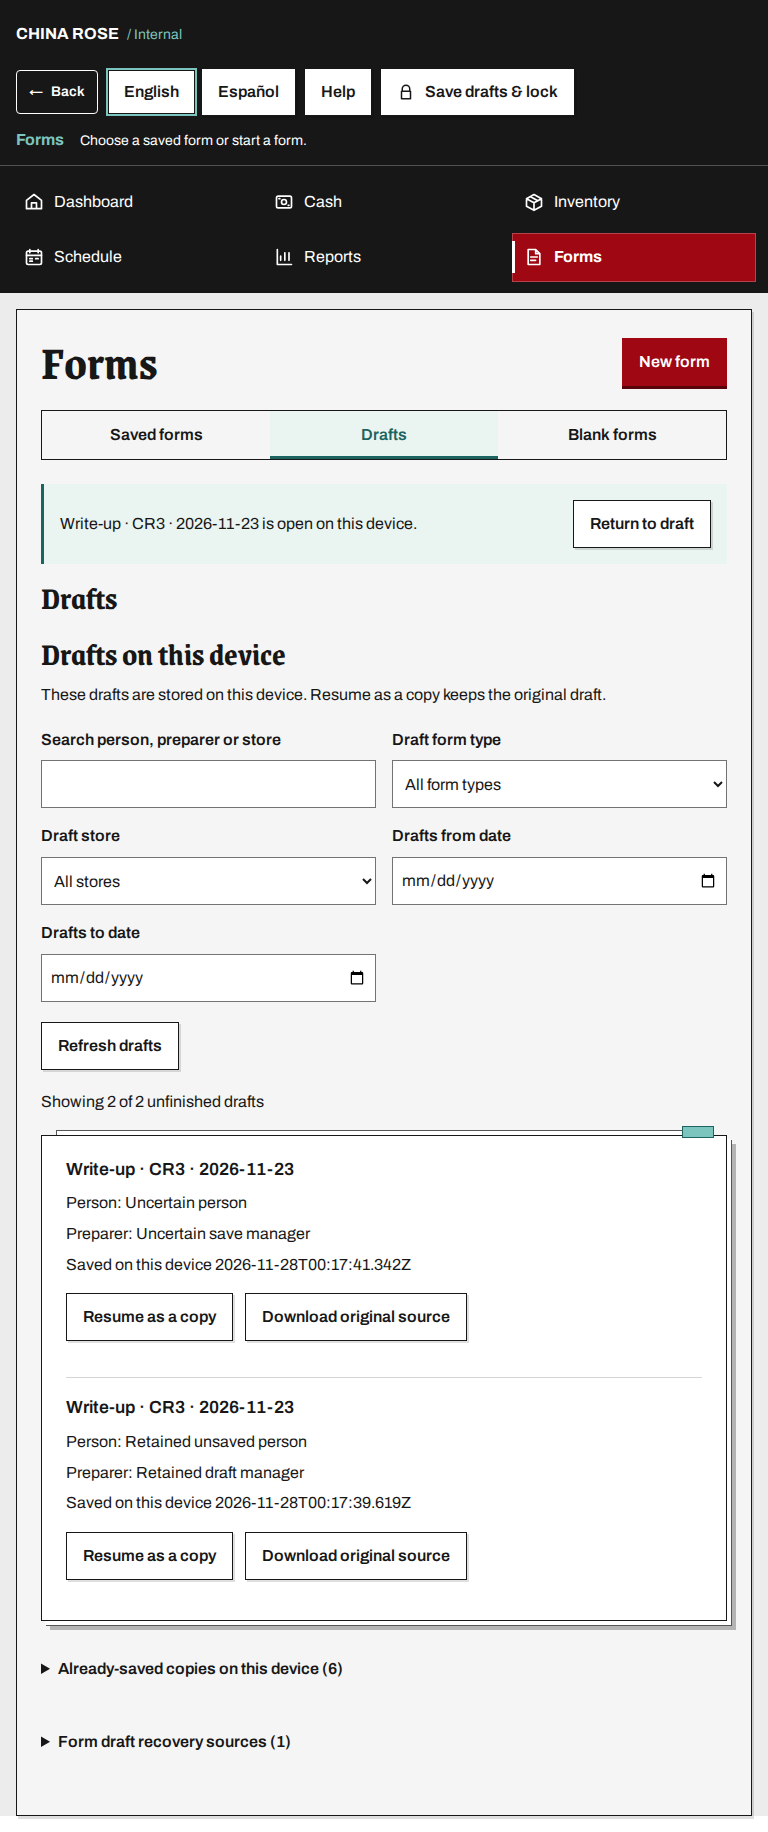 CHINA ROSE / Internal
← Back English Español Help Save drafts & lock
Forms Choose a saved form or start a form.
Dashboard Cash Inventory
Schedule Reports Forms
Forms New form
Saved forms Drafts Blank forms
Write-up · CR3 · 2026-11-23 is open on this device. Return to draft
Drafts
Drafts on this device
These drafts are stored on this device. Resume as a copy keeps the original draft.
Search person, preparer or store Draft form type
All form types
Draft store Drafts from date
All stores mm/dd/yyyy
Drafts to date
mm/dd/yyyy
Refresh drafts
Showing 2 of 2 unfinished drafts
Write-up · CR3 · 2026-11-23
Person: Uncertain person
Preparer: Uncertain save manager
Saved on this device 2026-11-28T00:17:41.342Z
Resume as a copy Download original source
Write-up · CR3 · 2026-11-23
Person: Retained unsaved person
Preparer: Retained draft manager
Saved on this device 2026-11-28T00:17:39.619Z
Resume as a copy Download original source
Already-saved copies on this device (6)
Form draft recovery sources (1)